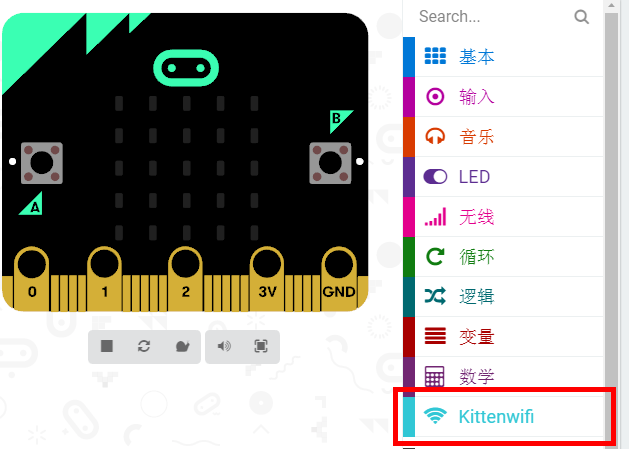 Search...
基本
输入
音乐
LED
无线
循环
逻辑
变量
数学
Kittenwifi
B
A
0 1 2 3V GND